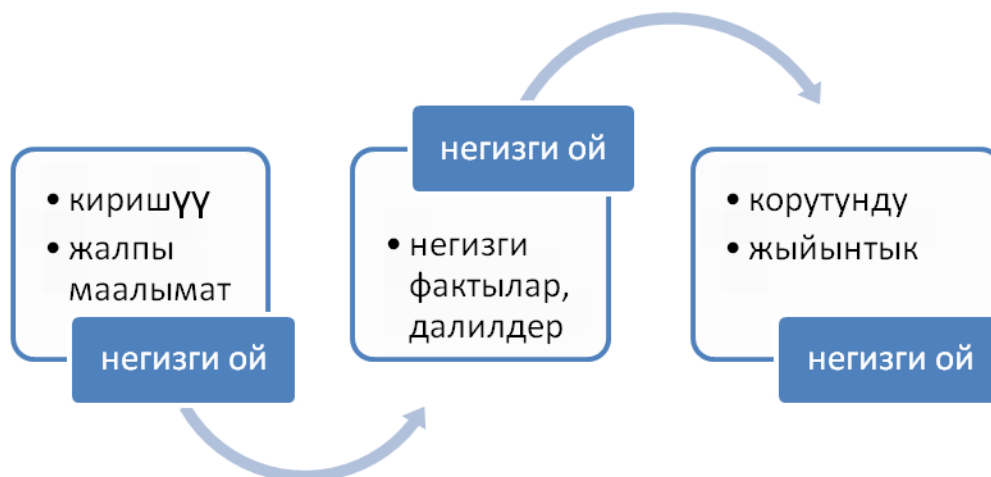 • киришүү
• жалпы
маалымат
негизги ой
негизги ой
• негизги
фактылар,
далилдер
• корутунду
• жыйынтык
негизги ой